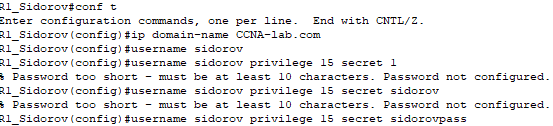 R1_Sidorov#conf t
Enter configuration commands, one per line.  End with CNTL/Z.
R1_Sidorov(config)#ip domain-name CCNA-lab.com
R1_Sidorov(config)#username sidorov
R1_Sidorov(config)#username sidorov privilege 15 secret 1
% Password too short - must be at least 10 characters. Password not configured.
R1_Sidorov(config)#username sidorov privilege 15 secret sidorov
% Password too short - must be at least 10 characters. Password not configured.
R1_Sidorov(config)#username sidorov privilege 15 secret sidorovpass